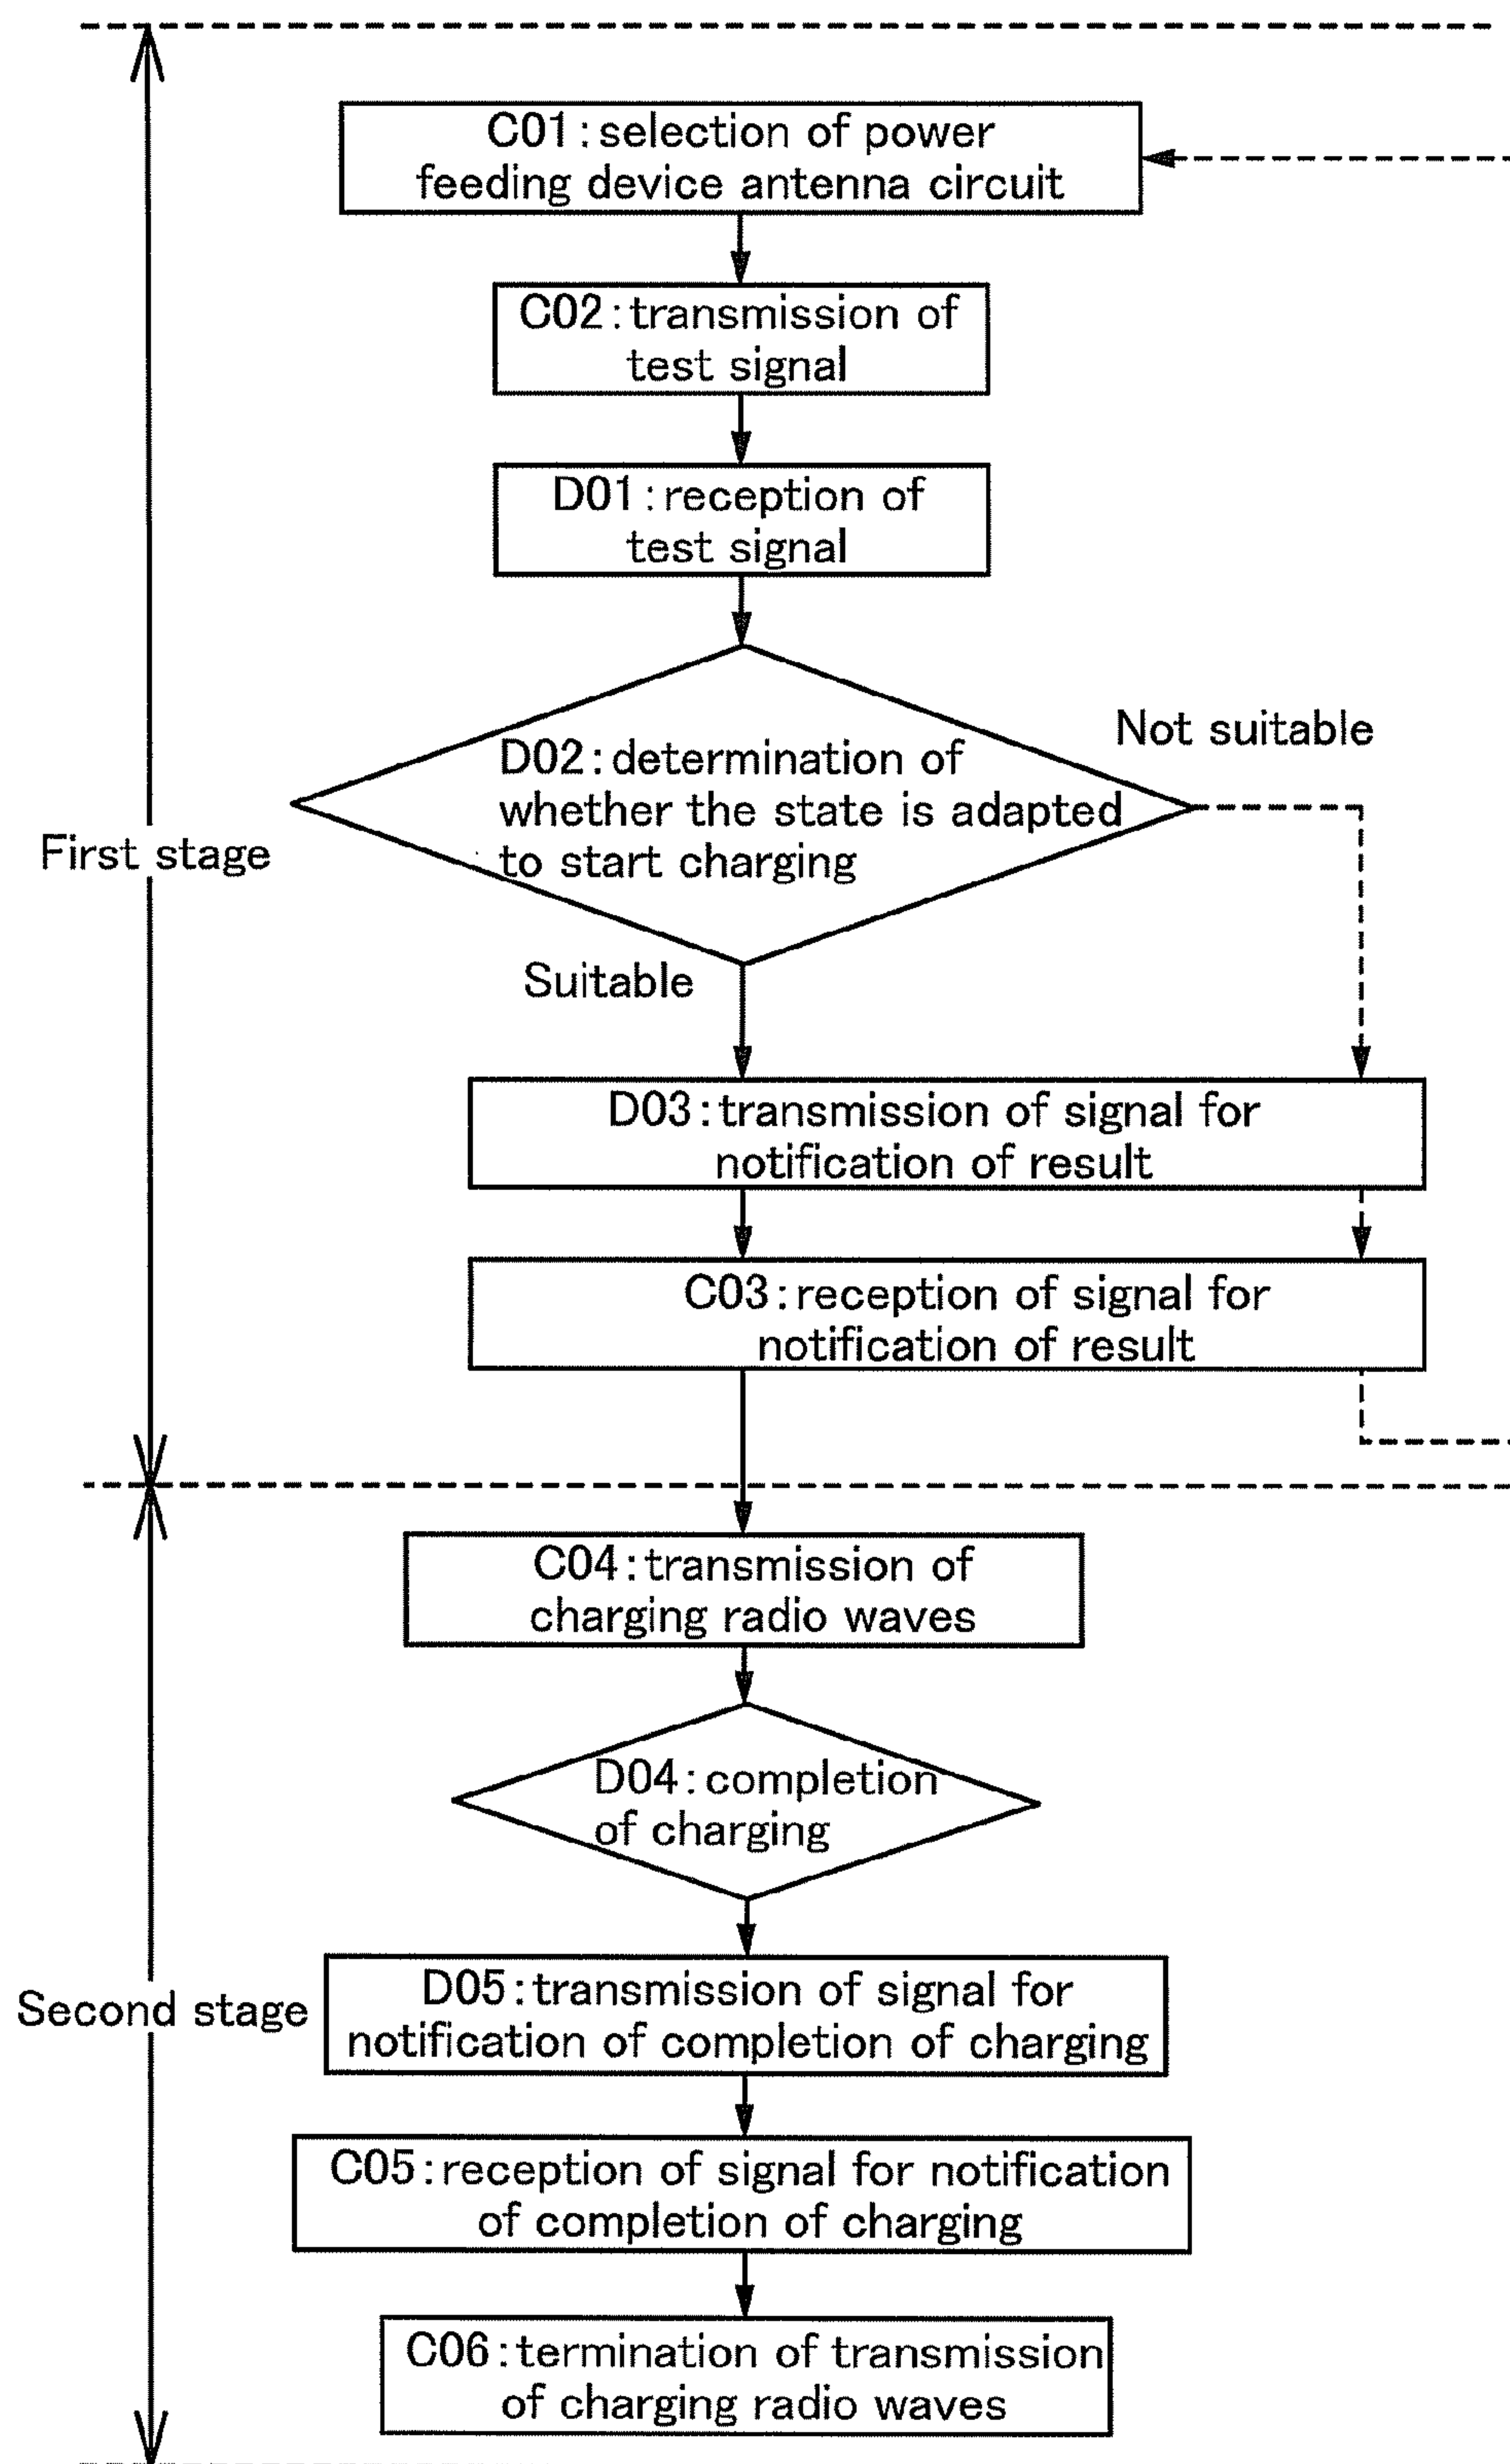 C01:selection of power
feeding device antenna circuit
C02:transmission of
test signal
D01:reception of
test signal
Not suitable
D02:determination of
whether the state is adapted
to start charging
First stage
Suitable
D03:transmission of signal for
notification of result
C03:reception of signal for
notification of result
C04:transmission of
charging radio waves
D04:completion
of charging
D05:transmission of signal for
notification of completion of charging
Second stage
C05:reception of signal for notification
of completion of charging
C06:termination of transmission
of charging radio waves